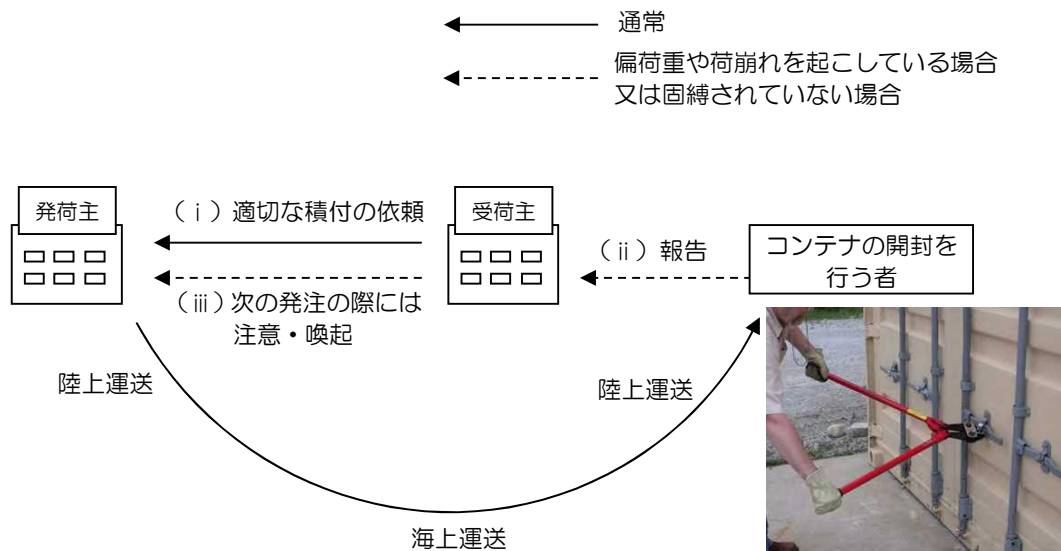 通常
偏荷重や荷崩れを起こしている場合
又は固縛されていない場合
発荷主
(ⅰ)適切な積付の依頼
受荷主
(ⅱ)報告
コンテナの開封を
行う者
(ⅲ)次の発注の際には
注意・喚起
陸上運送
陸上運送
海上運送